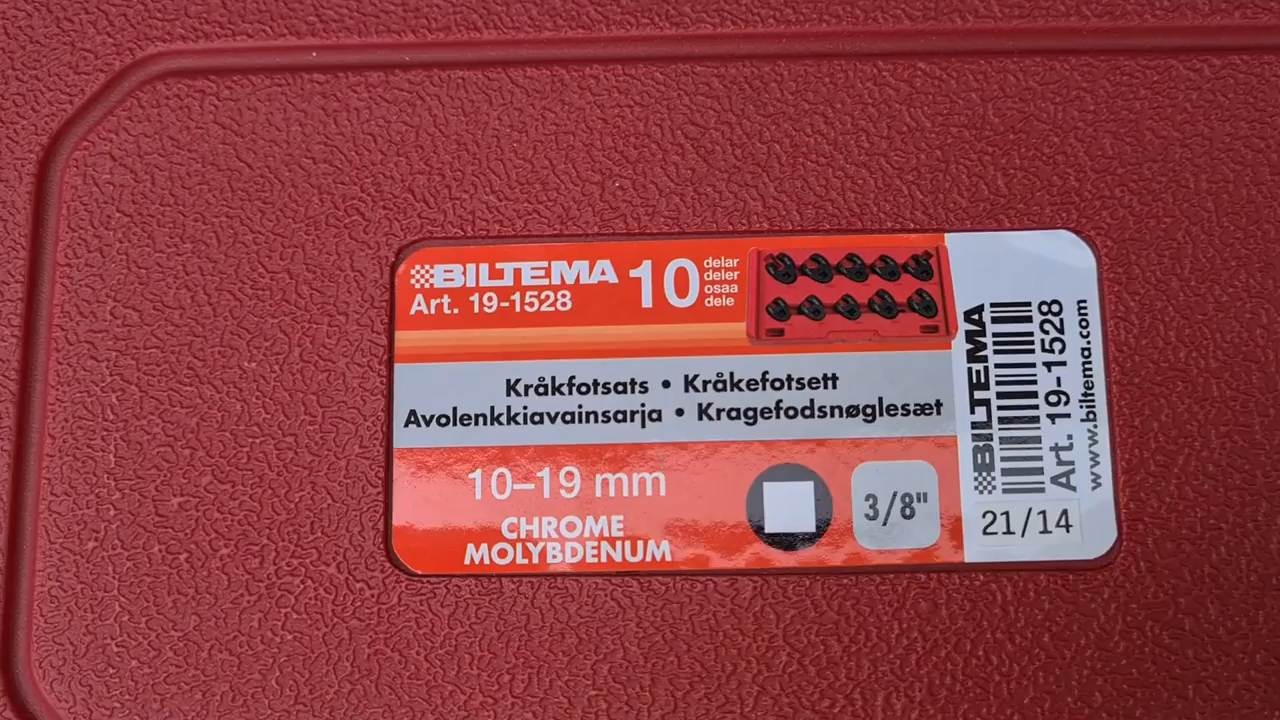 BILTEMA
Art. 19-1528
10
delar
deler
osaa
dele
Kråkfotsats • Kråkefotsett
Avolenkkiavainsarja • Kragefodsnøglesæt
10–19 mm
CHROME
MOLYBDENUM
3/8"
BILTEMA
Art. 19-1528
www.biltema.com
21/14